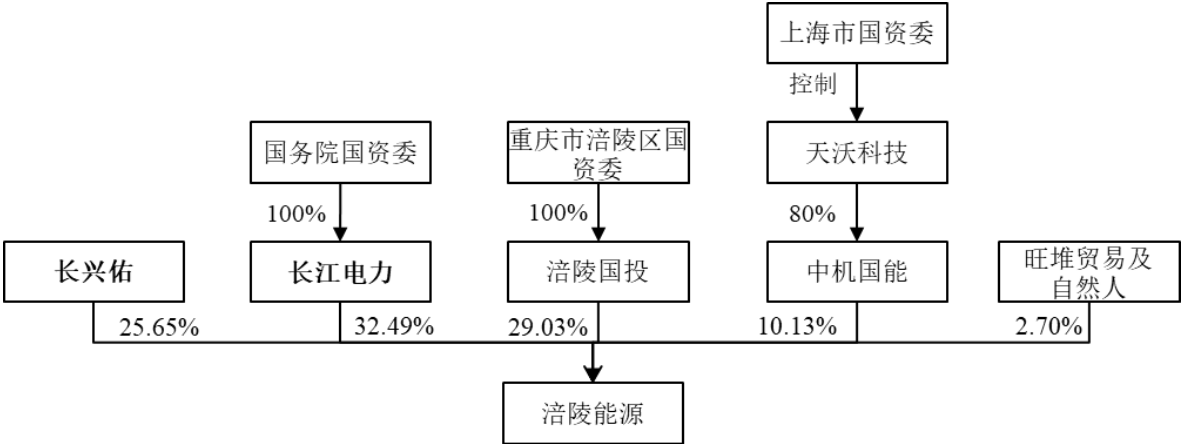 上海市国资委
控制
国务院国资委
重庆市涪陵区国
资委
天沃科技
100%
100%
80%
长兴佑
长江电力
涪陵国投
中机国能
旺堆贸易及
自然人
25.65%
32.49%
29.03%
10.13%
2.70%
涪陵能源